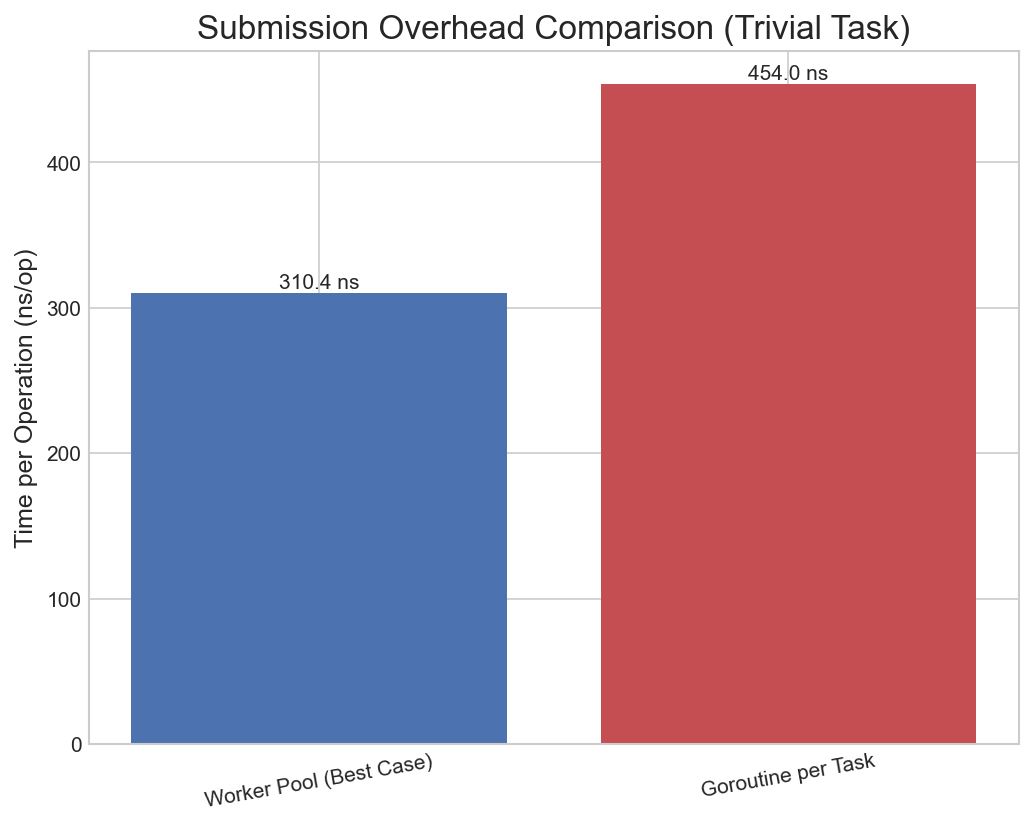 Submission Overhead Comparison (Trivial Task)
454.0 ns
310.4 ns
Time per Operation (ns/op)
400
300
200
100
0
Worker Pool (Best Case)
Goroutine per Task